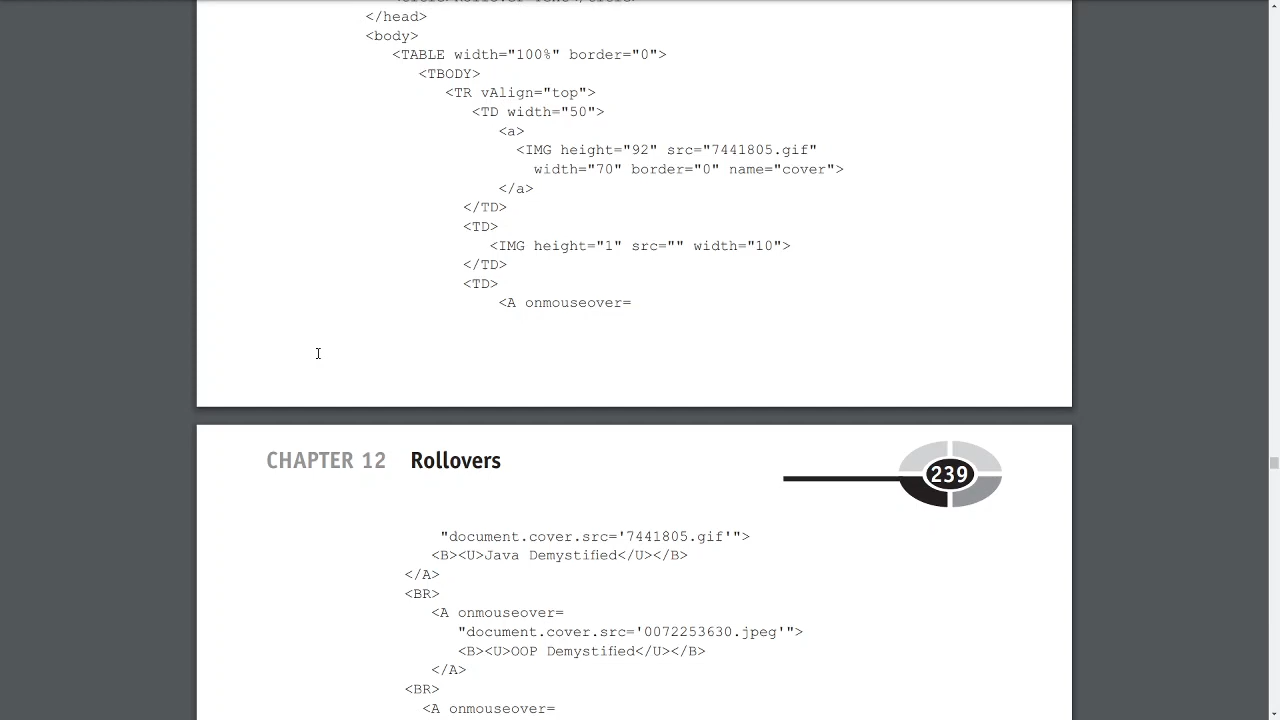 </head>
<body>
<TABLE width="100%" border="0">
<TBODY>
<TR vAlign="top">
<TD width="50">
<a>
<IMG height="92" src="7441805.gif"
width="70" border="0" name="cover">
</a>
</TD>
<TD>
<IMG height="1" src="" width="10">
</TD>
<TD>
<A onmouseover=
CHAPTER 12 Rollovers
239
"document.cover.src='7441805.gif'">
<B><U>Java Demystified</U></B>
</A>
<BR>
<A onmouseover=
"document.cover.src='0072253630.jpeg'">
<B><U>OOP Demystified</U></B>
</A>
<BR>
<A onmouseover=